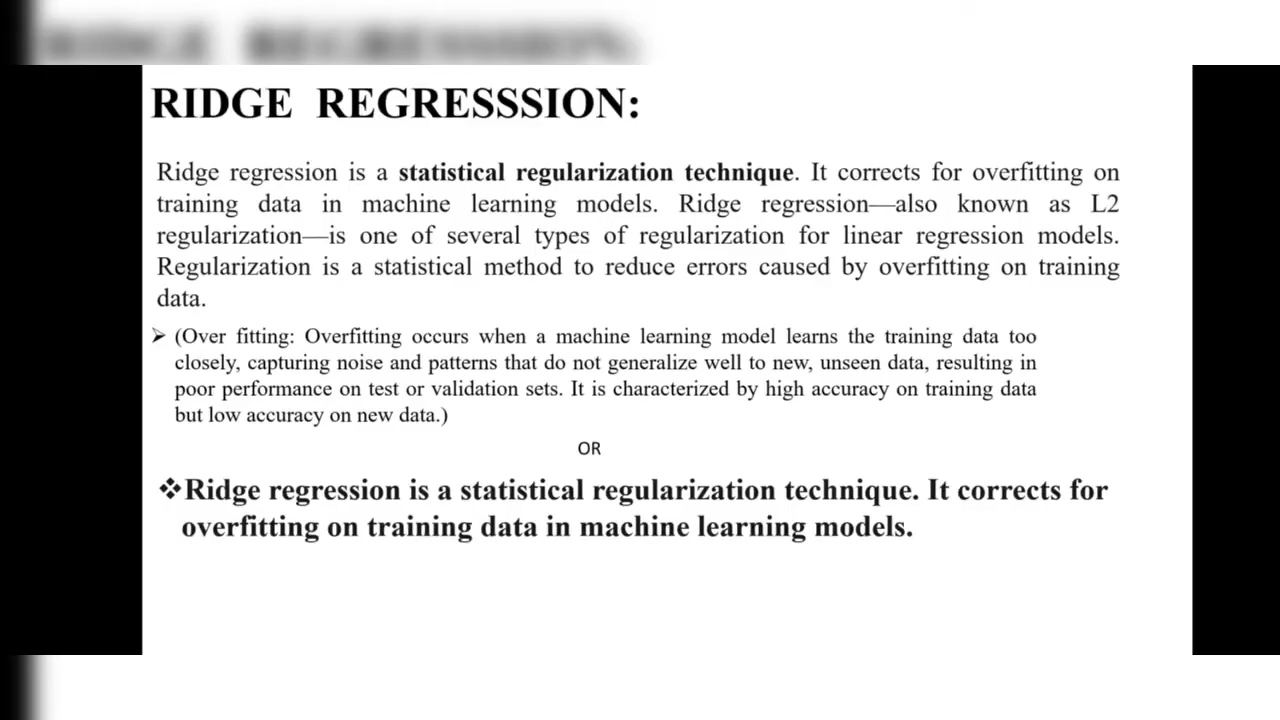 RIDGE REGRESSSION:
Ridge regression is a statistical regularization technique. It corrects for overfitting on
training data in machine learning models. Ridge regression—also known as L2
regularization—is one of several types of regularization for linear regression models.
Regularization is a statistical method to reduce errors caused by overfitting on training
data.
➢ (Over fitting: Overfitting occurs when a machine learning model learns the training data too
closely, capturing noise and patterns that do not generalize well to new, unseen data, resulting in
poor performance on test or validation sets. It is characterized by high accuracy on training data
but low accuracy on new data.)
OR
❖Ridge regression is a statistical regularization technique. It corrects for
overfitting on training data in machine learning models.